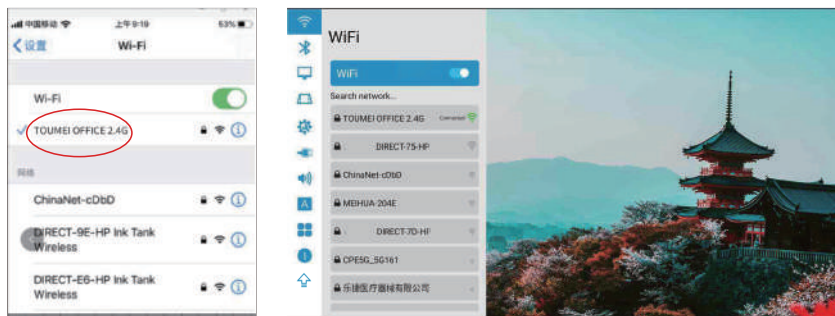 中国移动
上午 9:19
53%
设置
Wi-Fi
Wi-Fi
TOUMEI OFFICE 2.4G
网络
ChinaNet-cDbD
DIRECT-9E-HP Ink Tank
Wireless
DIRECT-E6-HP Ink Tank
Wireless
WiFi
WiFi
Search network...
TOUMEI OFFICE 2.4G Connected
DIRECT-75-HP
ChinaNet-cDbD
MEIHUA-204E
DIRECT-7D-HF
CPE5G_5G161
乐捷医疗器械有限公司
A